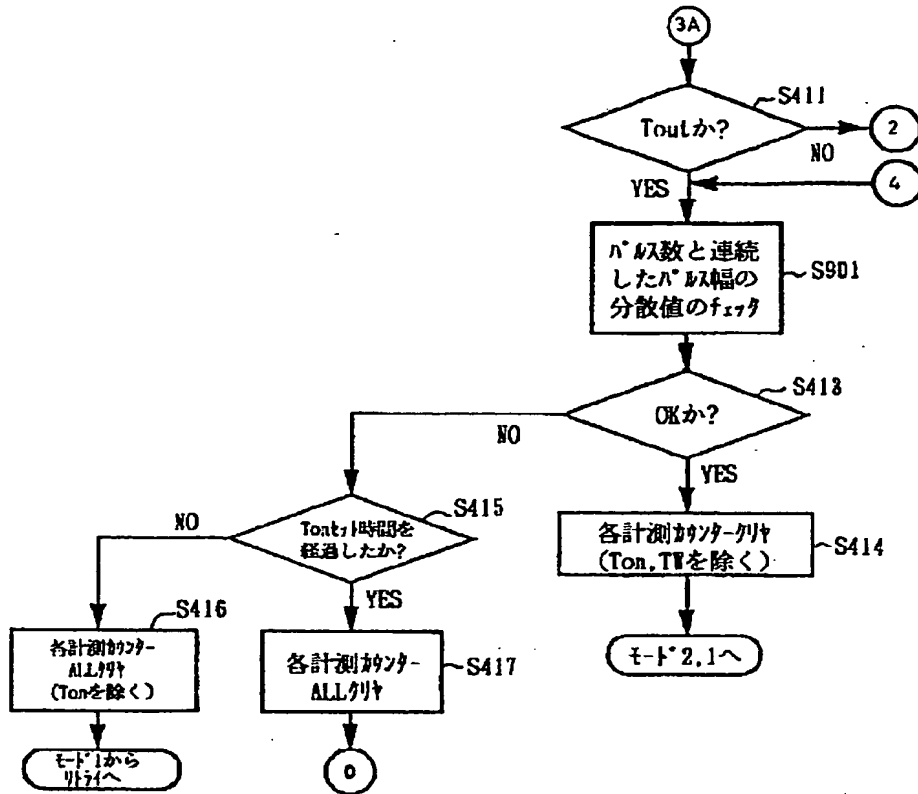 3A
S411
Toutか?
2
NO
YES
4
パルス数と連続
したパルス幅の
分散値のチェック
S901
S413
OKか?
NO
YES
S415
Tonセット時間を
経過したか?
NO
YES
各計測カウンタークリヤ
(Ton,TWを除く)
S414
S416
各計測カウンター
ALLクリヤ
(Tonを除く)
各計測カウンター
ALLクリヤ
S417
モード2,1へ
モード1から
リトライへ
0